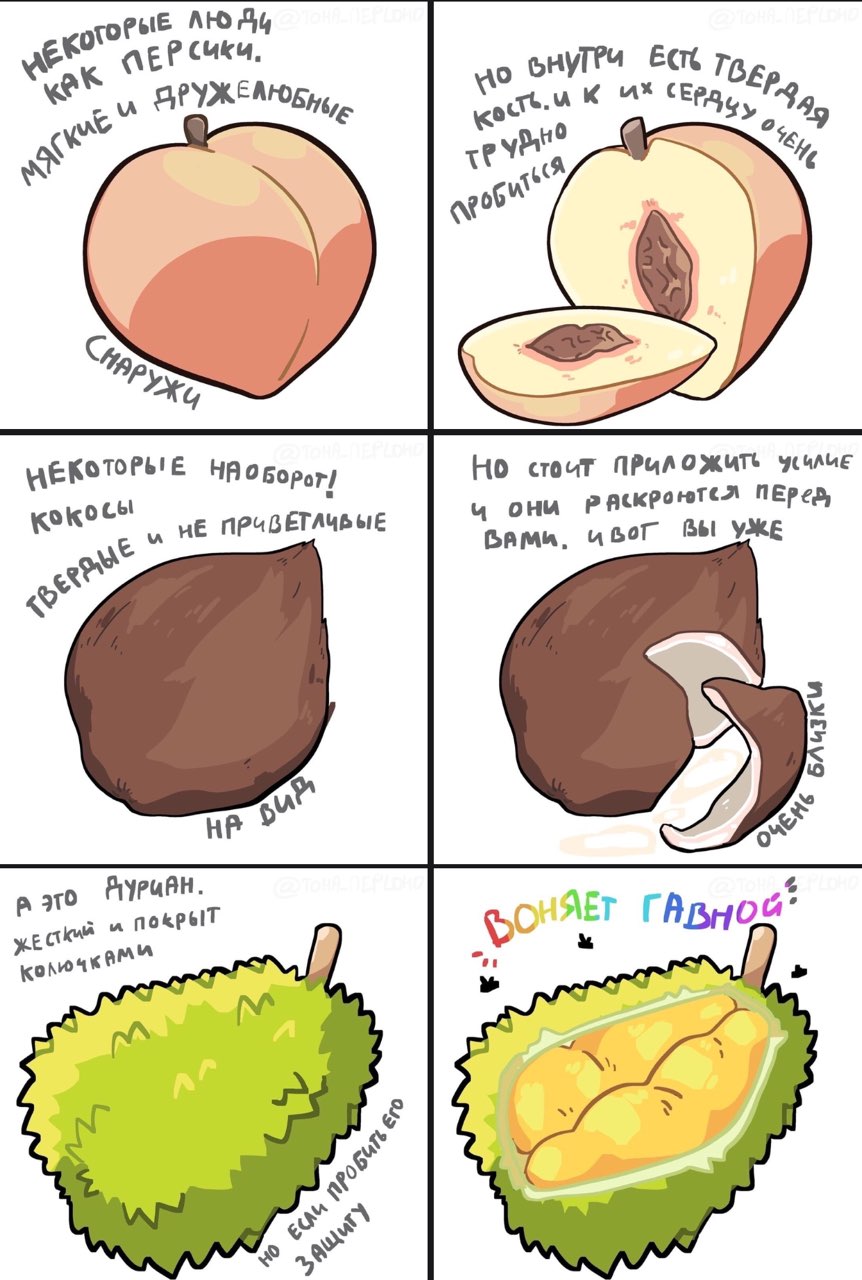 @ТОНА_ПЕРЦОНО
НЕКОТОРЫЕ ЛЮДИ
КАК ПЕРСИКИ.
МЯГКИЕ И ДРУЖЕЛЮБНЫЕ
СНАРУЖИ
НО ВНУТРИ ЕСТЬ ТВЕРДАЯ
КОСТЬ. И К ИХ СЕРДЦУ ОЧЕНЬ
ТРУДНО
ПРОБИТЬСЯ
НЕКОТОРЫЕ НАОБОРОТ!
КОКОСЫ
ТВЕРДЫЕ И НЕ ПРИВЕТЛИВЫЕ
НА ВИД
НО СТОИТ ПРИЛОЖИТЬ УСИЛИЕ
И ОНИ РАСКРОЮТСЯ ПЕРЕД
ВАМИ. И ВОТ ВЫ УЖЕ
ОЧЕНЬ БЛИЗКИ
А ЭТО ДУРИАН.
ЖЕСТКИЙ И ПОКРЫТ
КОЛЮЧКАМИ
НО ЕСЛИ ПРОБИТЬ ЕГО
ЗАЩИТУ
ВОНЯЕТ ГАВНОЙ